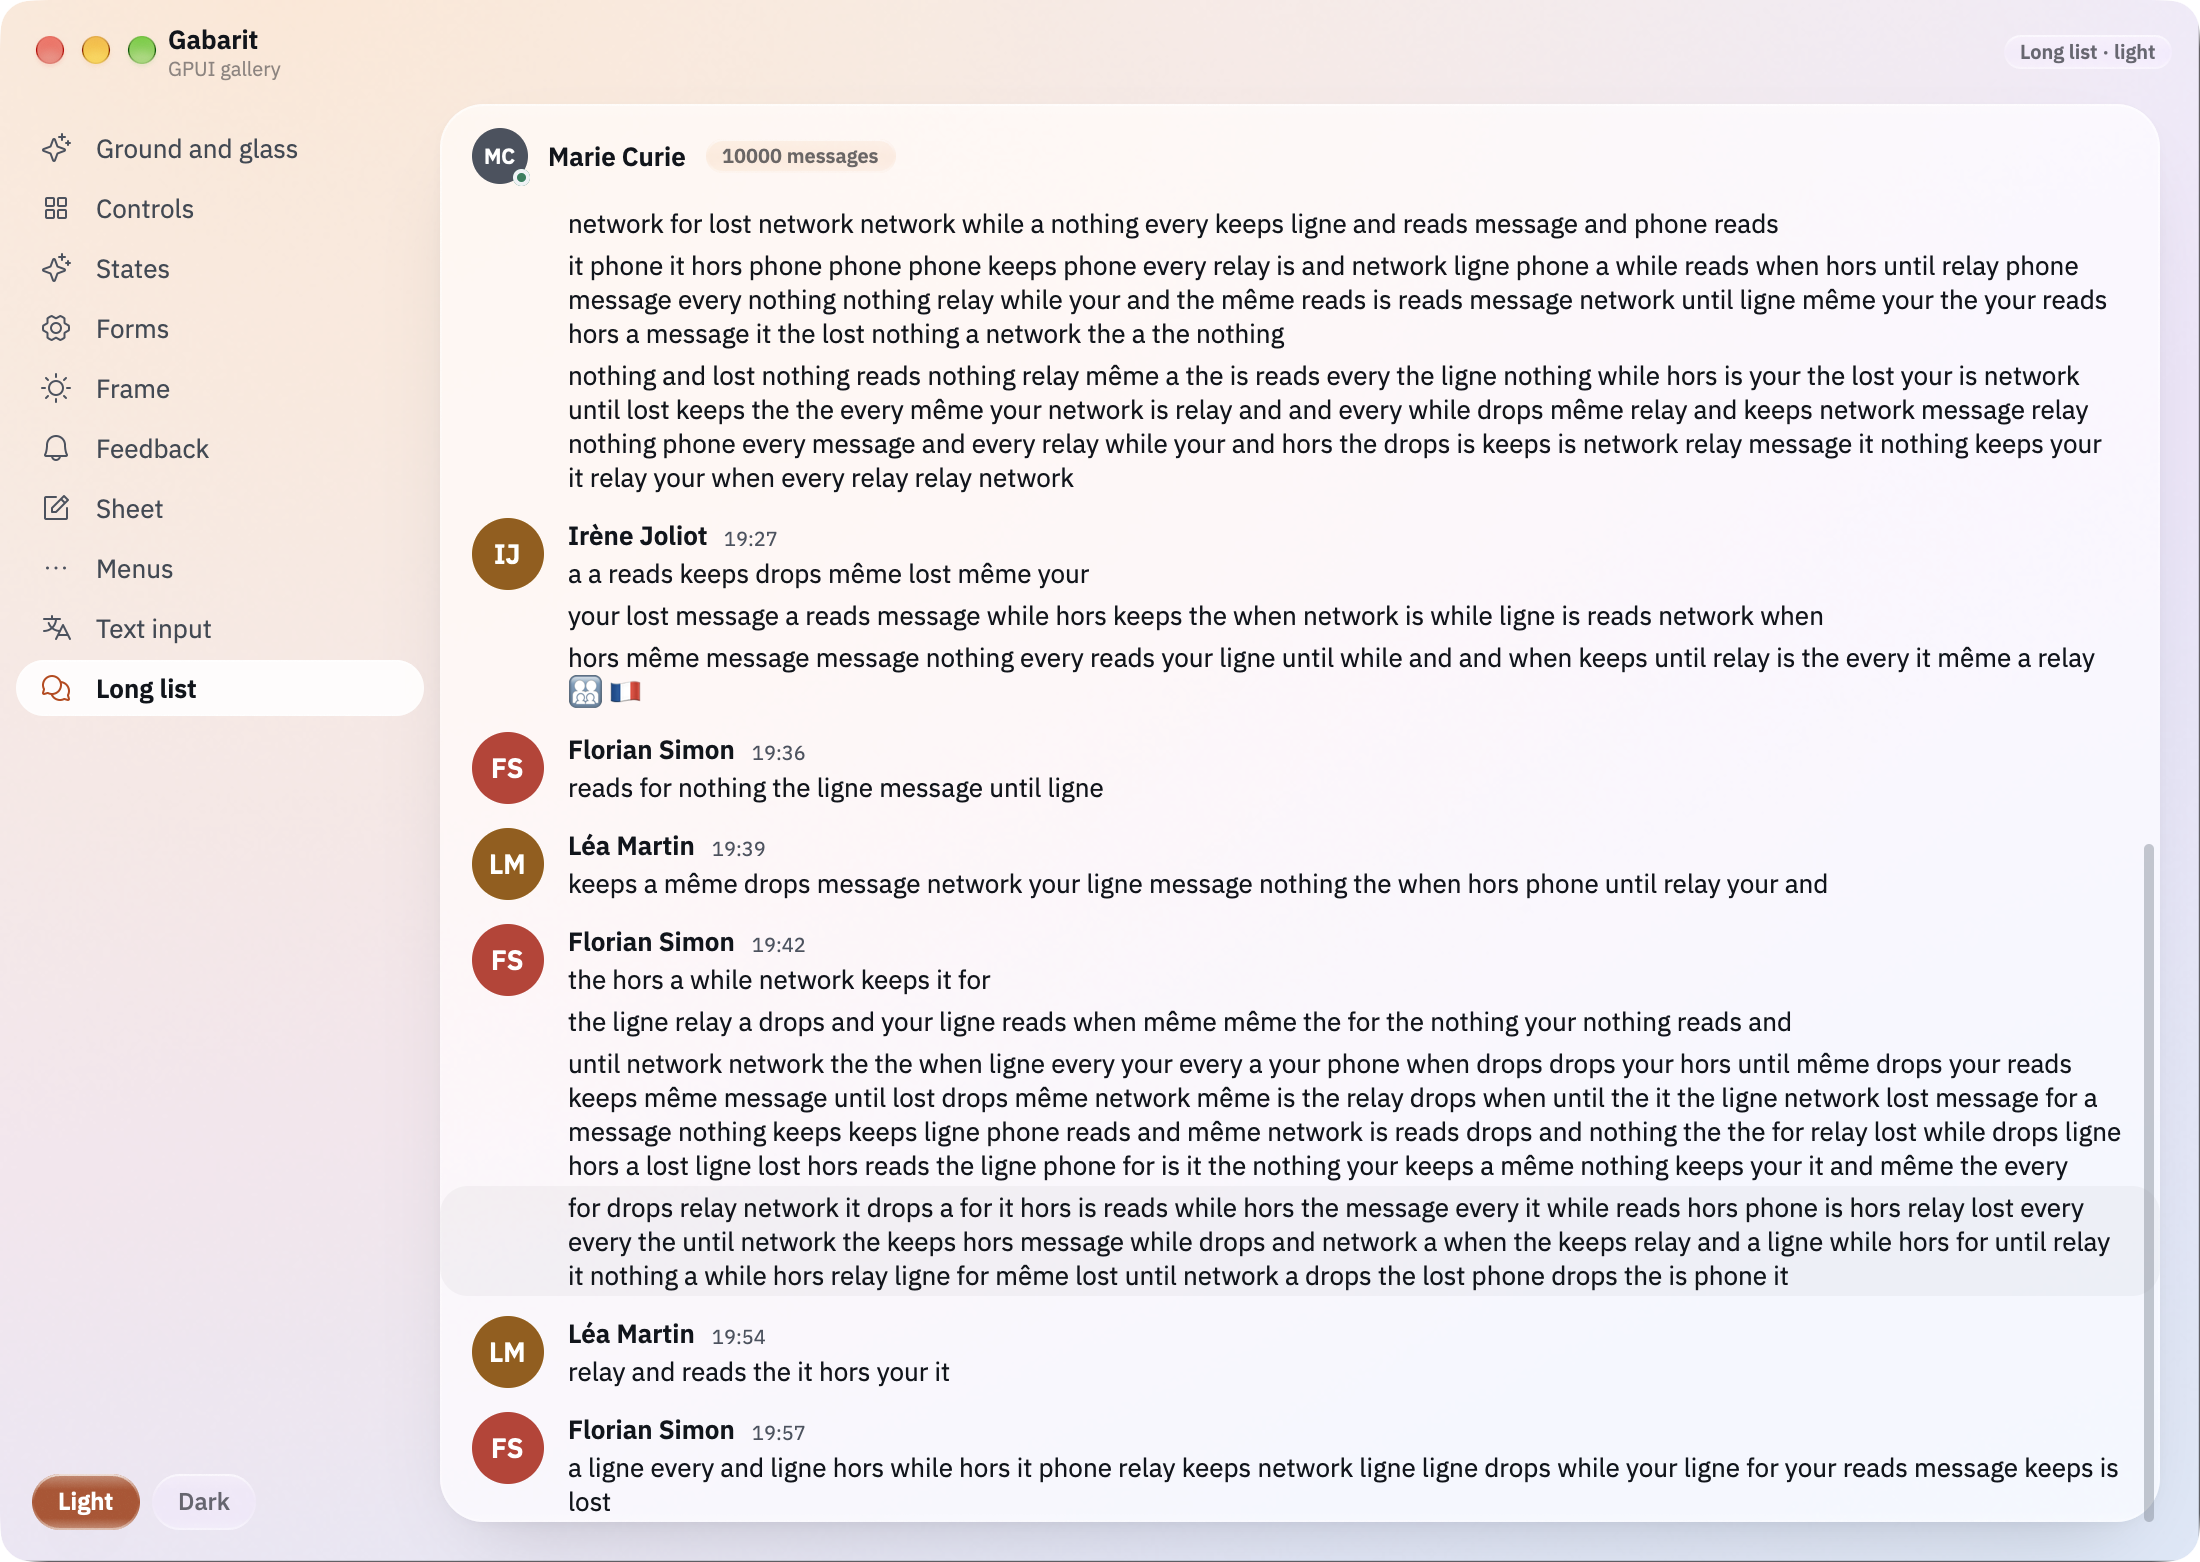 Gabarit
GPUI gallery
Long list · light
Ground and glass
Controls
States
Forms
Frame
Feedback
Sheet
Menus
Text input
Long list
Light
Dark
MC
Marie Curie
10000 messages
network for lost network network while a nothing every keeps ligne and reads message and phone reads
it phone it hors phone phone phone keeps phone every relay is and network ligne phone a while reads when hors until relay phone
message every nothing nothing relay while your and the même reads is reads message network until ligne même your the your reads
hors a message it the lost nothing a network the a the nothing
nothing and lost nothing reads nothing relay même a the is reads every the ligne nothing while hors is your the lost your is network
until lost keeps the the every même your network is relay and and every while drops même relay and keeps network message relay
nothing phone every message and every relay while your and hors the drops is keeps is network relay message it nothing keeps your
it relay your when every relay relay network
IJ
Irène Joliot 19:27
a a reads keeps drops même lost même your
your lost message a reads message while hors keeps the when network is while ligne is reads network when
hors même message message nothing every reads your ligne until while and and when keeps until relay is the every it même a relay
FS
Florian Simon 19:36
reads for nothing the ligne message until ligne
LM
Léa Martin 19:39
keeps a même drops message network your ligne message nothing the when hors phone until relay your and
FS
Florian Simon 19:42
the hors a while network keeps it for
the ligne relay a drops and your ligne reads when même même the for the nothing your nothing reads and
until network network the the when ligne every your every a your phone when drops drops your hors until même drops your reads
keeps même message until lost drops même network même is the relay drops when until the it the ligne network lost message for a
message nothing keeps keeps ligne phone reads and même network is reads drops and nothing the the for relay lost while drops ligne
hors a lost ligne lost hors reads the ligne phone for is it the nothing your keeps a même nothing keeps your it and même the every
for drops relay network it drops a for it hors is reads while hors the message every it while reads hors phone is hors relay lost every
every the until network the keeps hors message while drops and network a when the keeps relay and a ligne while hors for until relay
it nothing a while hors relay ligne for même lost until network a drops the lost phone drops the is phone it
LM
Léa Martin 19:54
relay and reads the it hors your it
FS
Florian Simon 19:57
a ligne every and ligne hors while hors it phone relay keeps network ligne ligne drops while your ligne for your reads message keeps is
lost